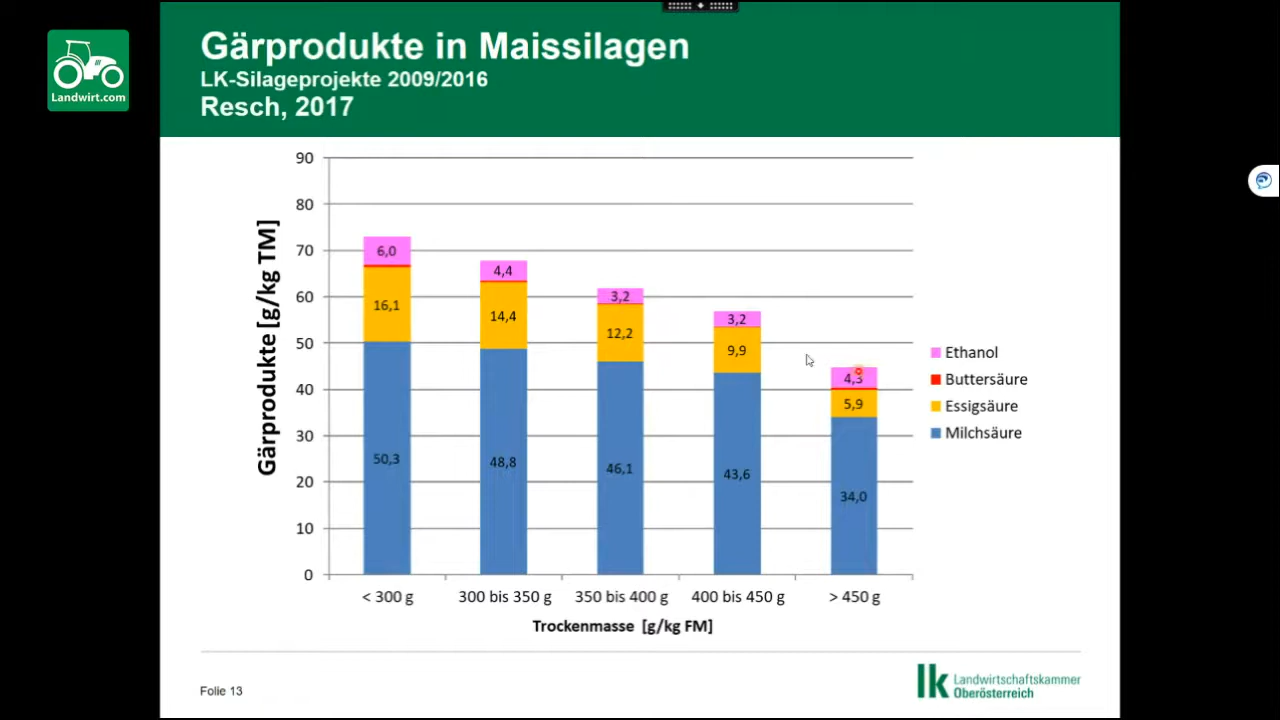 Landwirt.com
Gärprodukte in Maissilagen
LK-Silageprojekte 2009/2016
Resch, 2017
Gärprodukte [g/kg TM]
90
80
70
60
50
40
30
20
10
0
6,0
16,1
50,3
4,4
14,4
48,8
3,2
12,2
46,1
3,2
9,9
43,6
4,3
5,9
34,0
< 300 g
300 bis 350 g
350 bis 400 g
400 bis 450 g
> 450 g
Trockenmasse [g/kg FM]
Ethanol
Buttersäure
Essigsäure
Milchsäure
Folie 13
lk
Landwirtschaftskammer
Oberösterreich